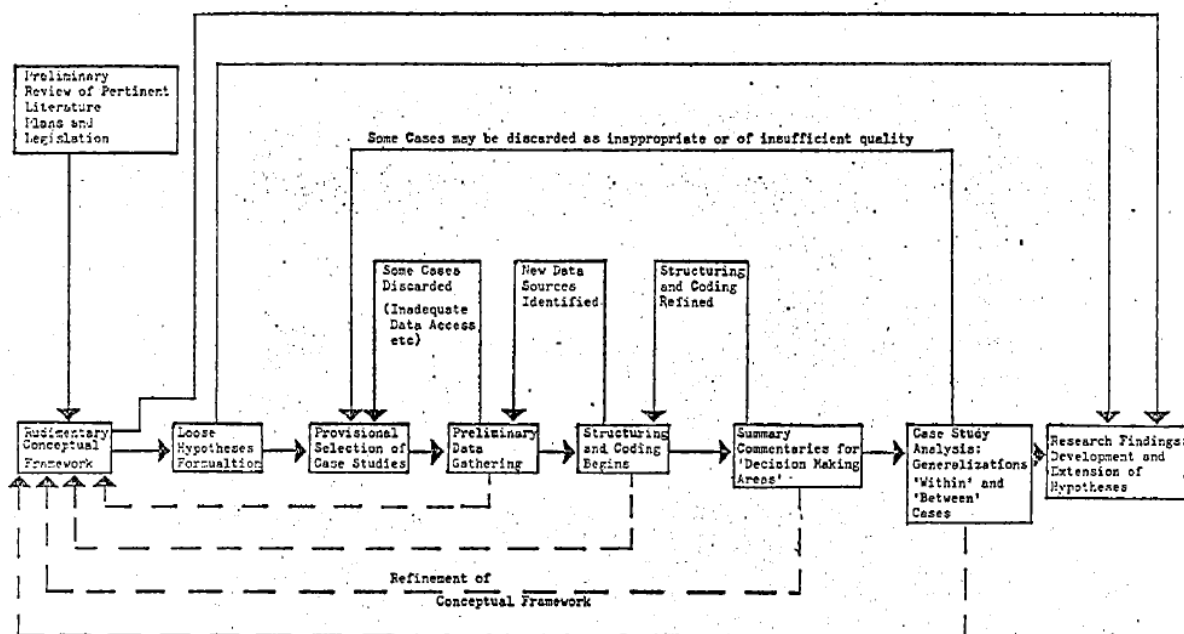 Preliminary
Review of Pertinent
Literature
Plans and
Legislation
Some Cases may be discarded as inappropriate or of insufficient quality
Some Cases
Discarded
(Inadequate
Data Access
etc)
New Data
Sources
Identified
Structuring
and Coding
Refined
Rudimentary
Conceptual
Framework
Loose
Hypotheses
Formualtion
Provisional
Selection of
Case Studies
Preliminary
Data
Gathering
Structuring
and Coding
Begins
Summary
Commentaries for
'Decision Making
Areas'
Case Study
Analysis:
Generalizations
'Within' and
'Between'
Cases
Research Findings:
Development and
Extension of
Hypotheses
Refinement of
Conceptual Framework